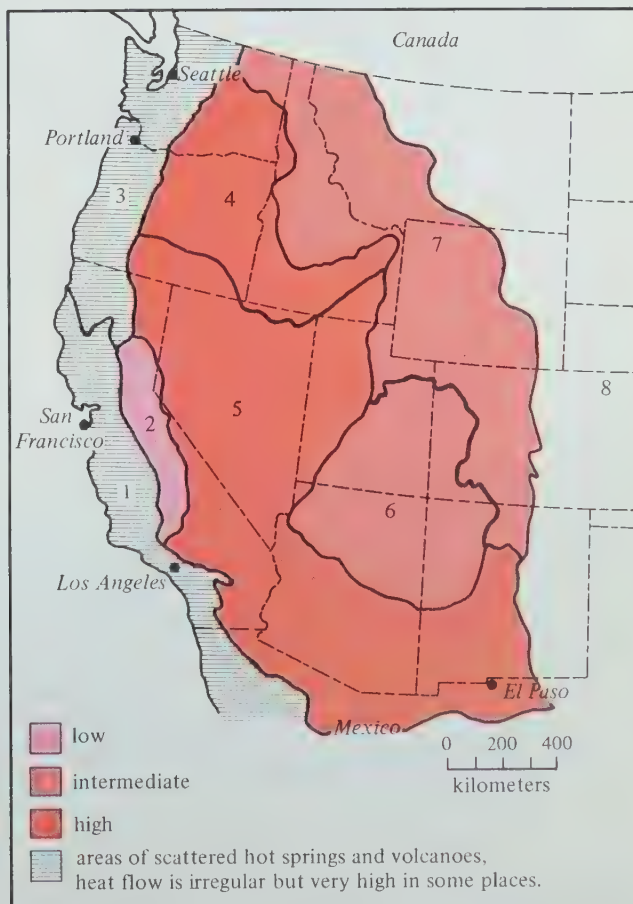 Canada
Seattle
Portland
3
4
7
San
Francisco
2
5
8
1
6
Los Angeles
El Paso
Mexico
low
intermediate
high
0 200 400
kilometers
areas of scattered hot springs and volcanoes,
heat flow is irregular but very high in some places.